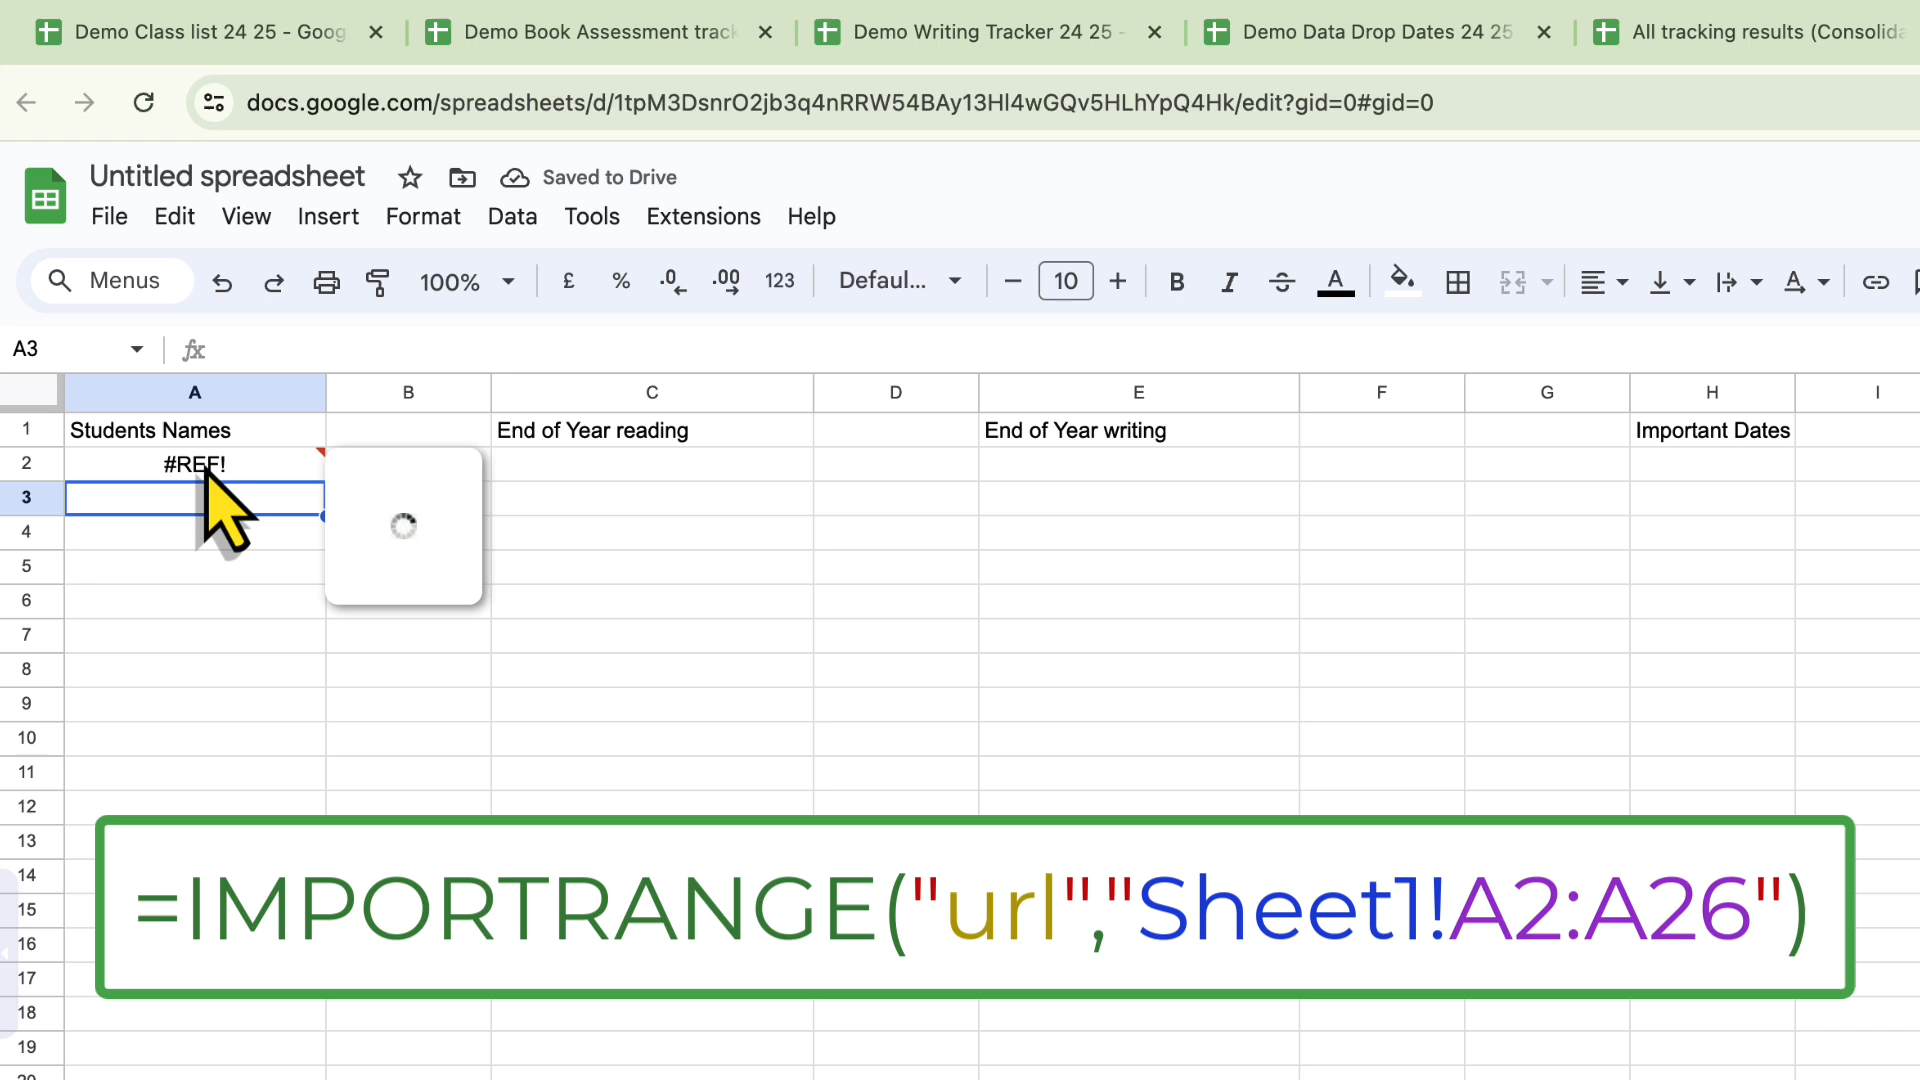 Demo Class list 24 25 - Goog
Demo Book Assessment track
Demo Writing Tracker 24 25 -
Demo Data Drop Dates 24 25
All tracking results (Consolida
docs.google.com/spreadsheets/d/1tpM3DsnrO2jb3q4nRRW54BAy13Hl4wGQv5HLhYpQ4Hk/edit?gid=0#gid=0
Untitled spreadsheet
Saved to Drive
File Edit View Insert Format Data Tools Extensions Help
Menus 100% £ % .0 .00 123 Defaul... 10 B I A
A3 fx
A B C D E F G H I
1 Students Names End of Year reading End of Year writing Important Dates
2 #REF!
3
4
5
6
7
8
9
10
11
12
13
14
15
16
17
18
19
20
=IMPORTRANGE("url","Sheet1!A2:A26")